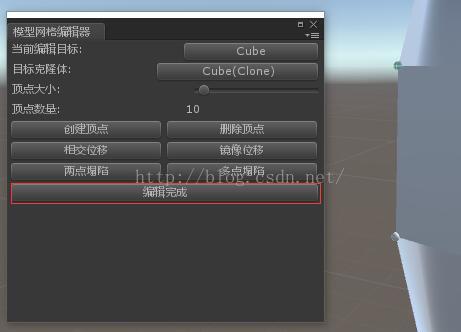 模型网格编辑器
当前编辑目标: Cube
目标克隆体: Cube(Clone)
顶点大小:
顶点数量: 10
创建顶点 删除顶点
相交位移 镜像位移
两点塌陷 多点塌陷
http://blog.csdn.net/
编辑完成